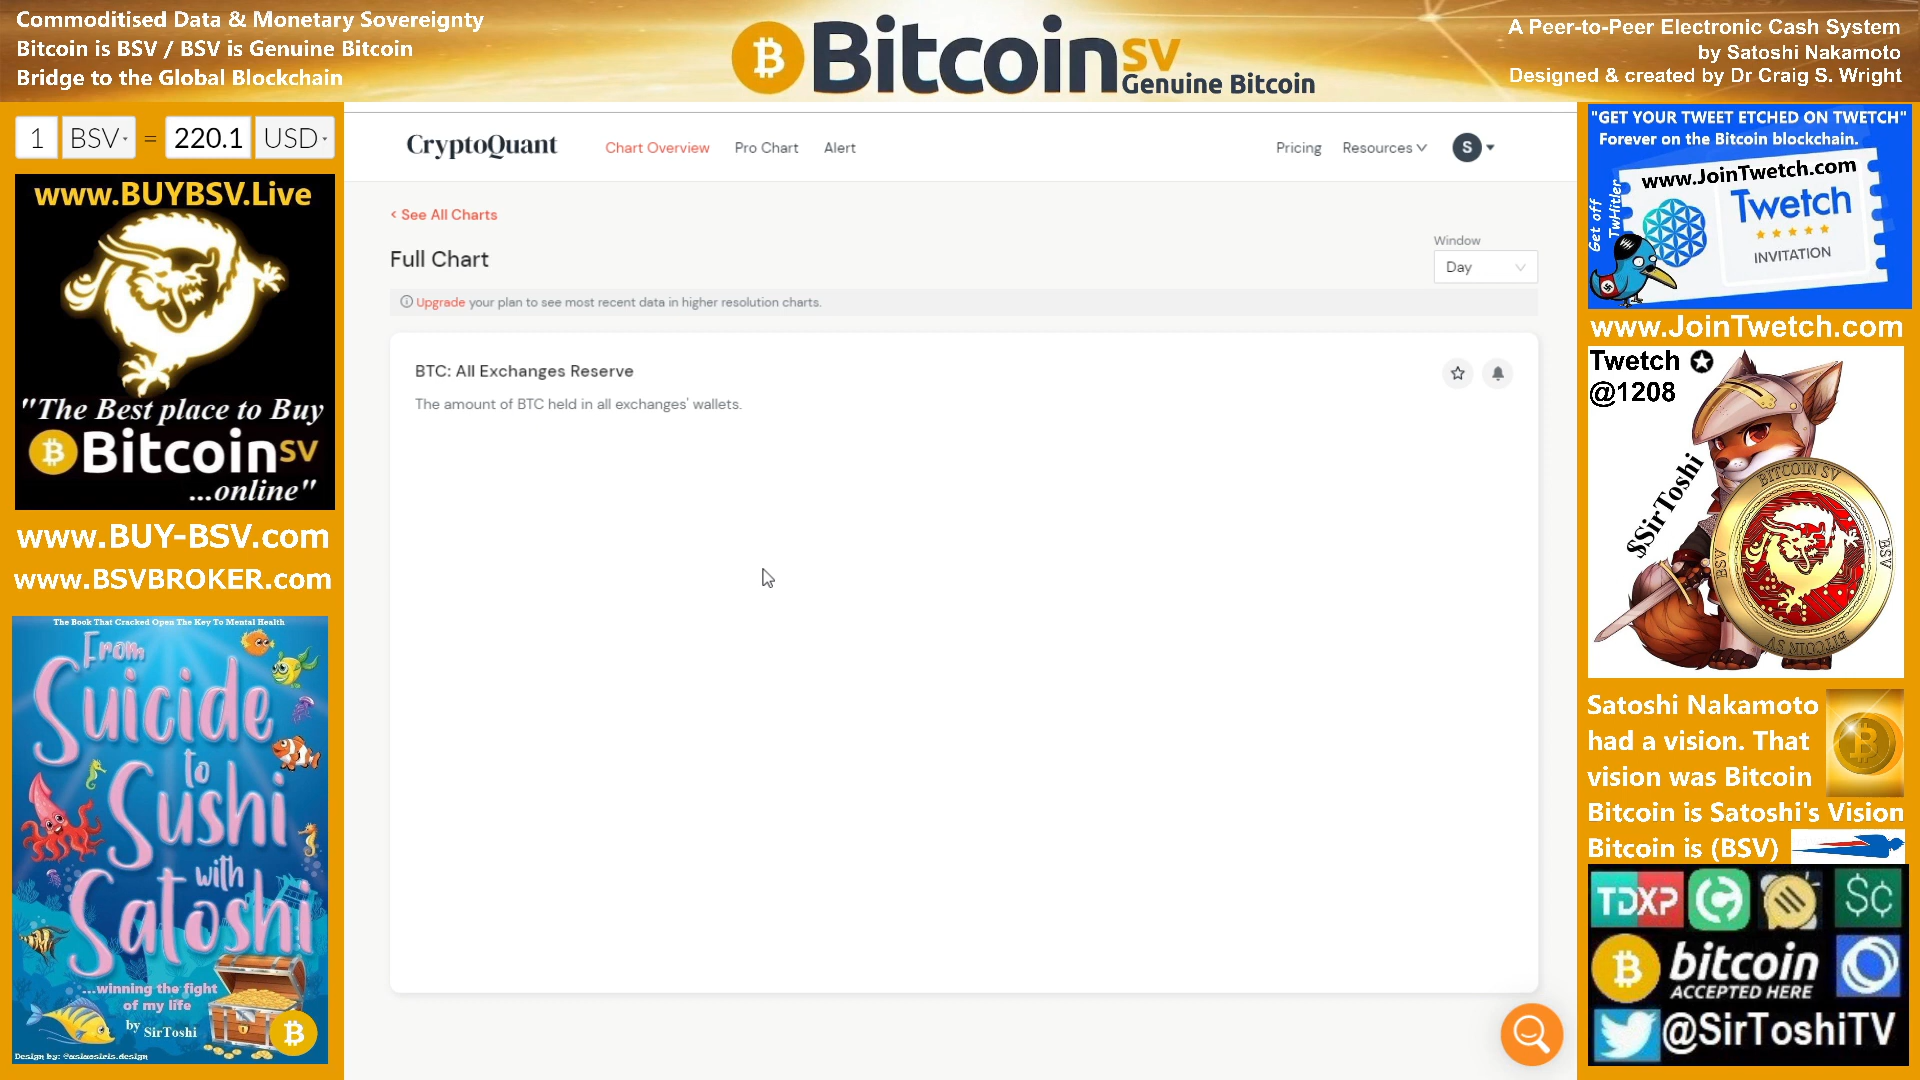 Commoditised Data & Monetary Sovereignty
Bitcoin is BSV / BSV is Genuine Bitcoin
Bridge to the Global Blockchain
Bitcoin SV
Genuine Bitcoin
A Peer-to-Peer Electronic Cash System
by Satoshi Nakamoto
Designed & created by Dr Craig S. Wright
1 BSV = 220.1 USD
www.BUYBSV.Live
"The Best place to Buy
Bitcoin SV
...online"
www.BUY-BSV.com
www.BSVBROKER.com
The Book That Cracked Open The Key To Mental Health
From
Suicide
to
Sushi
with
Satoshi
...winning the fight
of my life
by SirToshi
Design by: @asimosiris.design
CryptoQuant
Chart Overview
Pro Chart
Alert
Pricing
Resources
S
< See All Charts
Full Chart
Window
Day
Upgrade your plan to see most recent data in higher resolution charts.
BTC: All Exchanges Reserve
The amount of BTC held in all exchanges' wallets.
"GET YOUR TWEET ETCHED ON TWETCH"
Forever on the Bitcoin blockchain.
www.JoinTwetch.com
Twetch
INVITATION
Get off
TwHitler
www.JoinTwetch.com
Twetch
@1208
$SirToshi
BITCOIN SV
BSV
BSV
BITCOIN SV
Satoshi Nakamoto
had a vision. That
vision was Bitcoin
Bitcoin is Satoshi's Vision
Bitcoin is (BSV)
TDXP
$¢
bitcoin
ACCEPTED HERE
@SirToshiTV